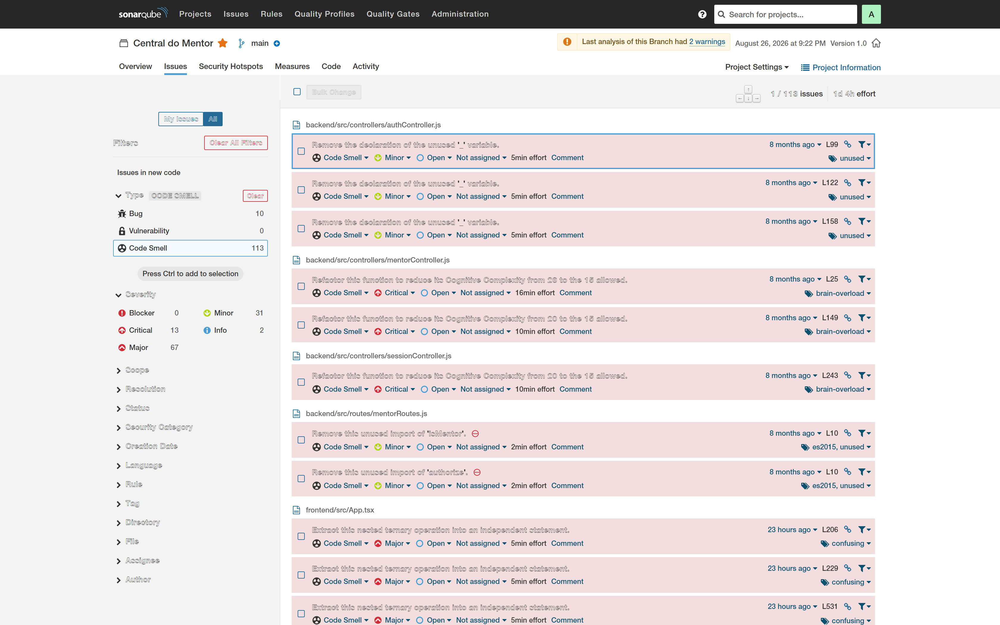 sonarqube Projects Issues Rules Quality Profiles Quality Gates Administration Search for projects... A
Central do Mentor main Last analysis of this Branch had 2 warnings August 26, 2026 at 9:22 PM Version 1.0
Overview Issues Security Hotspots Measures Code Activity Project Settings Project Information
Bulk Change 1 / 113 issues 1d 4h effort
My Issues All
Filters Clear All Filters
Issues in new code
Type CODE SMELL Clear
Bug 10
Vulnerability 0
Code Smell 113
Press Ctrl to add to selection
Severity
Blocker 0 Minor 31
Critical 13 Info 2
Major 67
Scope
Resolution
Status
Security Category
Creation Date
Language
Rule
Tag
Directory
File
Assignee
Author
backend/src/controllers/authController.js
Remove the declaration of the unused '_' variable. 8 months ago L99
Code Smell Minor Open Not assigned 5min effort Comment unused
Remove the declaration of the unused '_' variable. 8 months ago L122
Code Smell Minor Open Not assigned 5min effort Comment unused
Remove the declaration of the unused '_' variable. 8 months ago L158
Code Smell Minor Open Not assigned 5min effort Comment unused
backend/src/controllers/mentorController.js
Refactor this function to reduce its Cognitive Complexity from 26 to the 15 allowed. 8 months ago L25
Code Smell Critical Open Not assigned 16min effort Comment brain-overload
Refactor this function to reduce its Cognitive Complexity from 20 to the 15 allowed. 8 months ago L149
Code Smell Critical Open Not assigned 10min effort Comment brain-overload
backend/src/controllers/sessionController.js
Refactor this function to reduce its Cognitive Complexity from 20 to the 15 allowed. 8 months ago L243
Code Smell Critical Open Not assigned 10min effort Comment brain-overload
backend/src/routes/mentorRoutes.js
Remove this unused import of 'isMentor'. 8 months ago L10
Code Smell Minor Open Not assigned 2min effort Comment es2015, unused
Remove this unused import of 'authorize'. 8 months ago L10
Code Smell Minor Open Not assigned 2min effort Comment es2015, unused
frontend/src/App.tsx
Extract this nested ternary operation into an independent statement. 23 hours ago L206
Code Smell Major Open Not assigned 5min effort Comment confusing
Extract this nested ternary operation into an independent statement. 23 hours ago L229
Code Smell Major Open Not assigned 5min effort Comment confusing
Extract this nested ternary operation into an independent statement. 23 hours ago L531
Code Smell Major Open Not assigned 5min effort Comment confusing